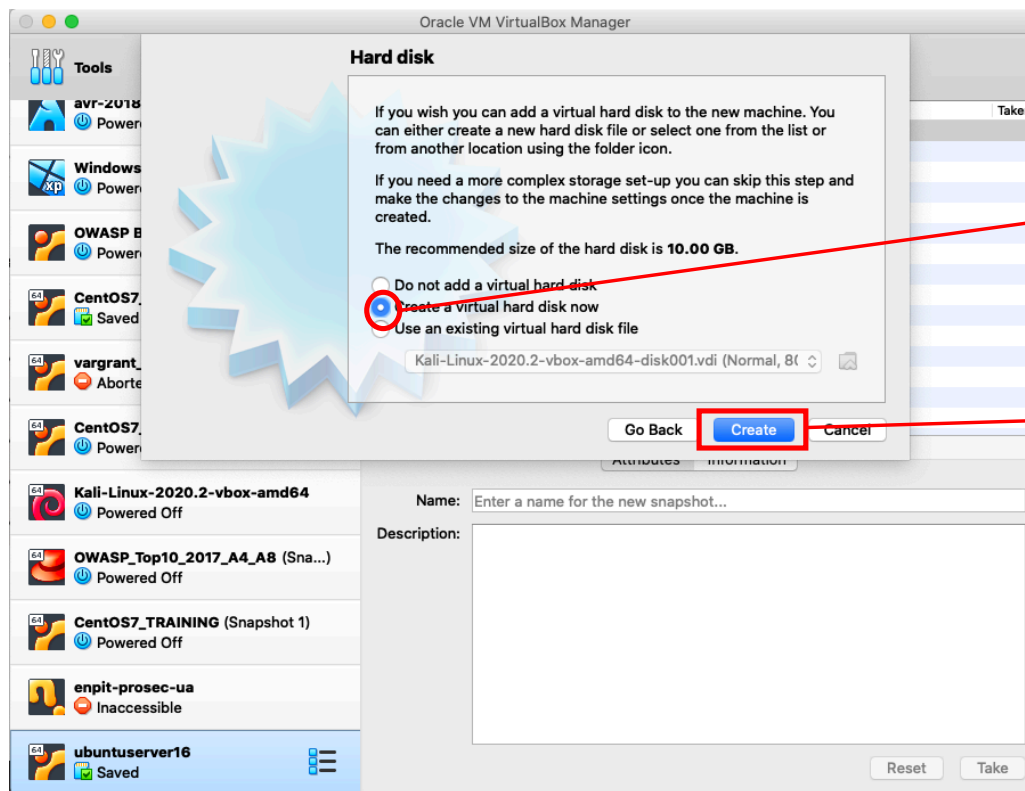 Oracle VM VirtualBox Manager
Tools
Hard disk
If you wish you can add a virtual hard disk to the new machine. You
can either create a new hard disk file or select one from the list or
from another location using the folder icon.
If you need a more complex storage set-up you can skip this step and
make the changes to the machine settings once the machine is
created.
The recommended size of the hard disk is 10.00 GB.
Do not add a virtual hard disk
Create a virtual hard disk now
Use an existing virtual hard disk file
Kali-Linux-2020.2-vbox-amd64-disk001.vdi (Normal, 8(
Go Back
Create
Cancel
Take
avr-2018
Power
Windows
xp
Power
OWASP B
Power
64
CentOS7_
Saved
64
vargrant_
Aborte
64
CentOS7_
Power
64
Kali-Linux-2020.2-vbox-amd64
Powered Off
64
OWASP_Top10_2017_A4_A8 (Sna...)
Powered Off
64
CentOS7_TRAINING (Snapshot 1)
Powered Off
enpit-prosec-ua
Inaccessible
64
ubuntuserver16
Saved
Attributes
Information
Name:
Enter a name for the new snapshot...
Description:
Reset
Take